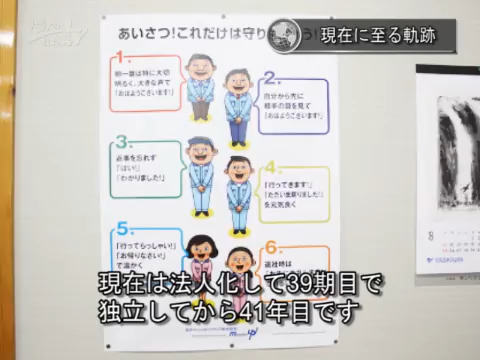 現在に至る軌跡
あいさつ!これだけは守り
1.
朝一番は特に大切
明るく、大きな声で
「おはようございます!」
2.
自分から先に
相手の目を見て
「おはようございます!」
3.
返事を忘れず
「はい!」
「わかりました!」
4.
「行ってきます!」
「ただいま戻りました!」
を元気良く
5.
「行ってらっしゃい!」
「お帰りなさい!」
で温かく
6.
退社時は
8
現在は法人化して39期目で
独立してから41年目です